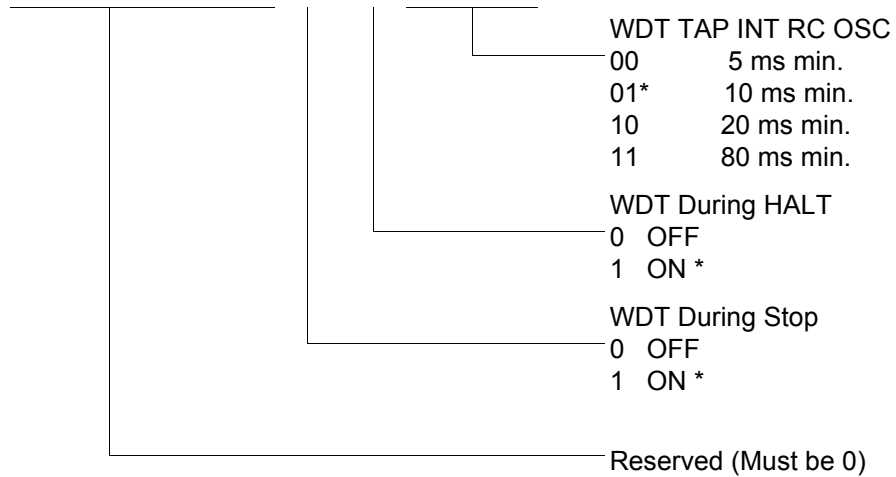 WDT TAP INT RC OSC
00 5 ms min.
01* 10 ms min.
10 20 ms min.
11 80 ms min.
WDT During HALT
0 OFF
1 ON *
WDT During Stop
0 OFF
1 ON *
Reserved (Must be 0)